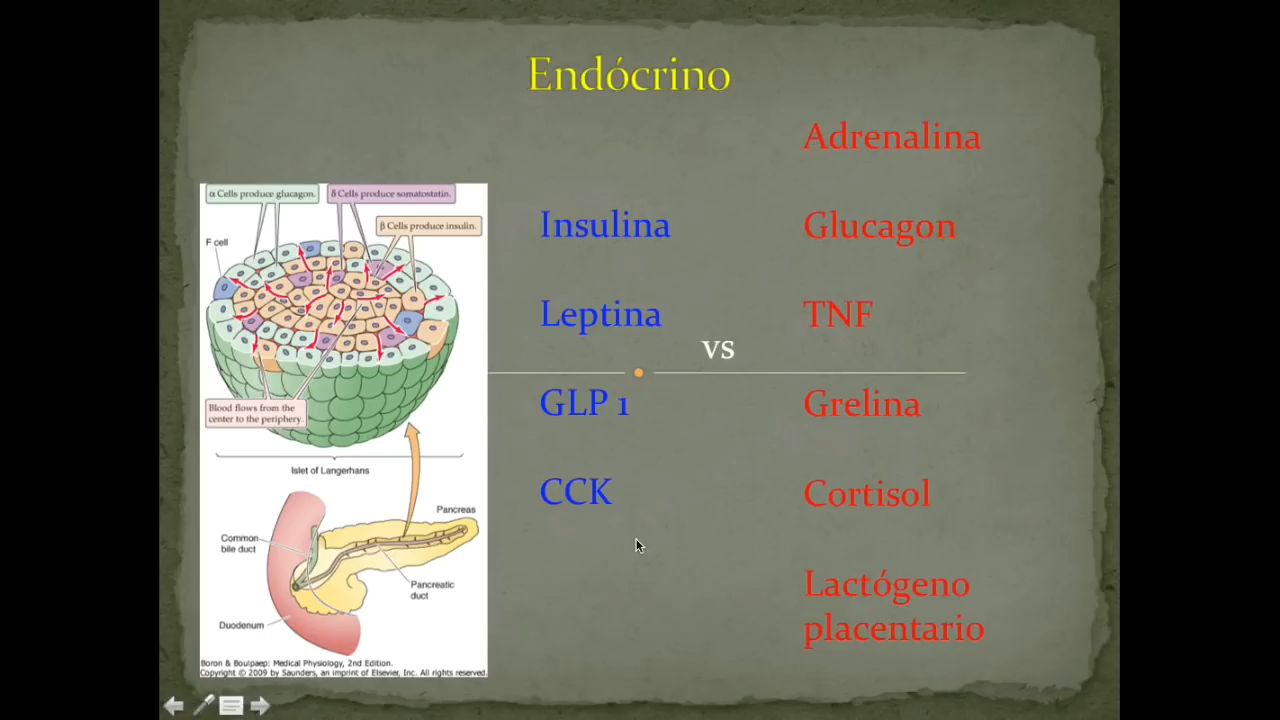 Endócrino
α Cells produce glucagon.
δ Cells produce somatostatin.
β Cells produce insulin.
F cell
Blood flows from the
center to the periphery.
Islet of Langerhans
Pancreas
Common
bile duct
Pancreatic
duct
Duodenum
Boron & Boulpaep: Medical Physiology, 2nd Edition.
Copyright © 2009 by Saunders, an imprint of Elsevier, Inc. All rights reserved.
Insulina
Leptina
GLP 1
CCK
vs
Adrenalina
Glucagon
TNF
Grelina
Cortisol
Lactógeno
placentario